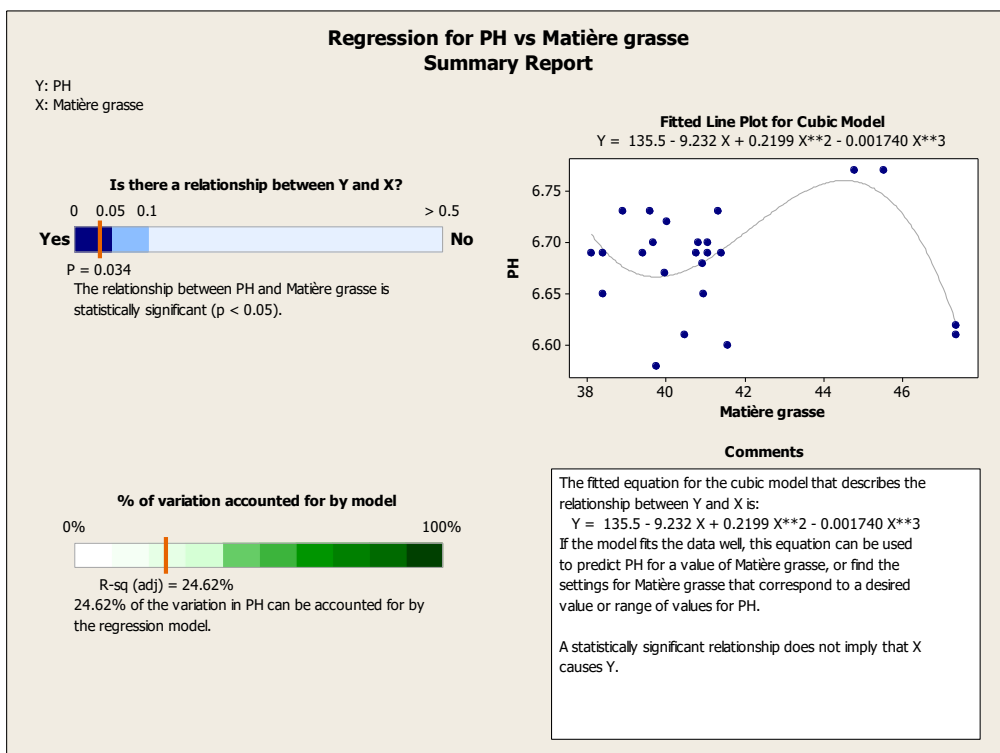 Regression for PH vs Matière grasse
Summary Report
Y: PH
X: Matière grasse
Is there a relationship between Y and X?
0 0.05 0.1 > 0.5
Yes No
P = 0.034
The relationship between PH and Matière grasse is
statistically significant (p < 0.05).
% of variation accounted for by model
0% 100%
R-sq (adj) = 24.62%
24.62% of the variation in PH can be accounted for by
the regression model.
Fitted Line Plot for Cubic Model
Y = 135.5 - 9.232 X + 0.2199 X**2 - 0.001740 X**3
6.75
6.70
6.65
6.60
PH
38 40 42 44 46
Matière grasse
Comments
The fitted equation for the cubic model that describes the
relationship between Y and X is:
Y = 135.5 - 9.232 X + 0.2199 X**2 - 0.001740 X**3
If the model fits the data well, this equation can be used
to predict PH for a value of Matière grasse, or find the
settings for Matière grasse that correspond to a desired
value or range of values for PH.
A statistically significant relationship does not imply that X
causes Y.